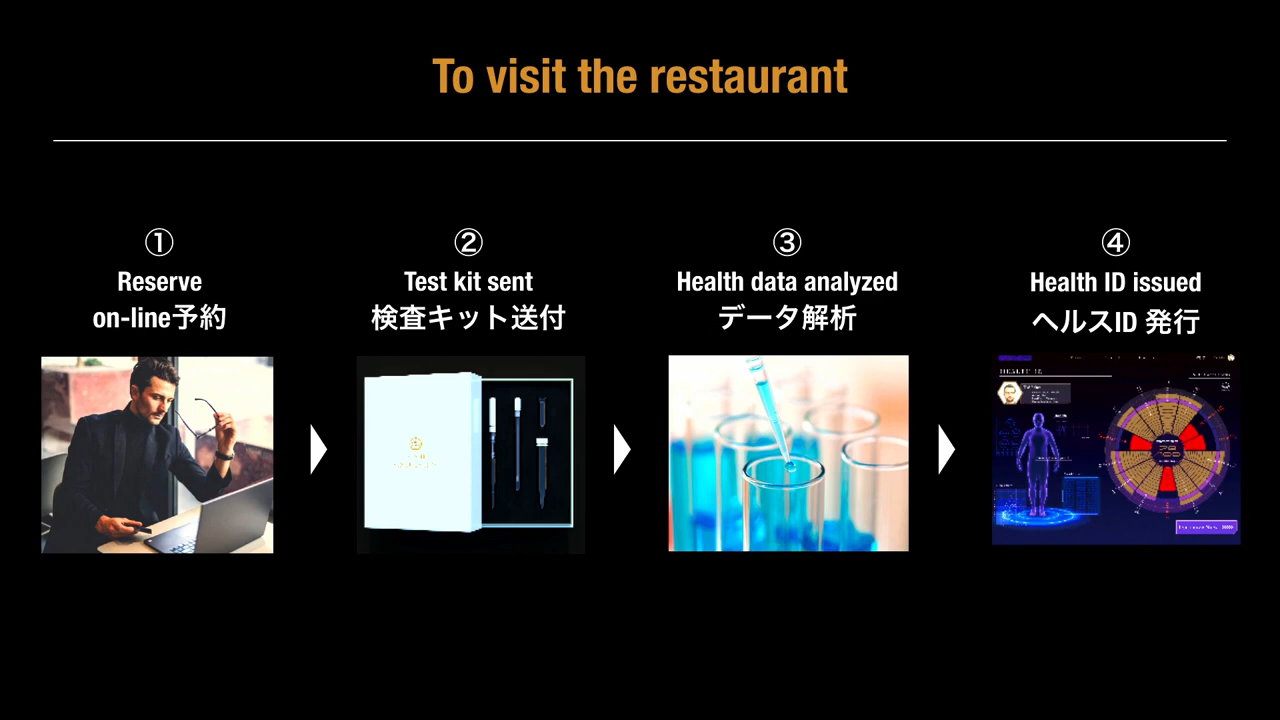 To visit the restaurant
①
Reserve
on-line予約
②
Test kit sent
検査キット送付
③
Health data analyzed
データ解析
④
Health ID issued
ヘルスID 発行